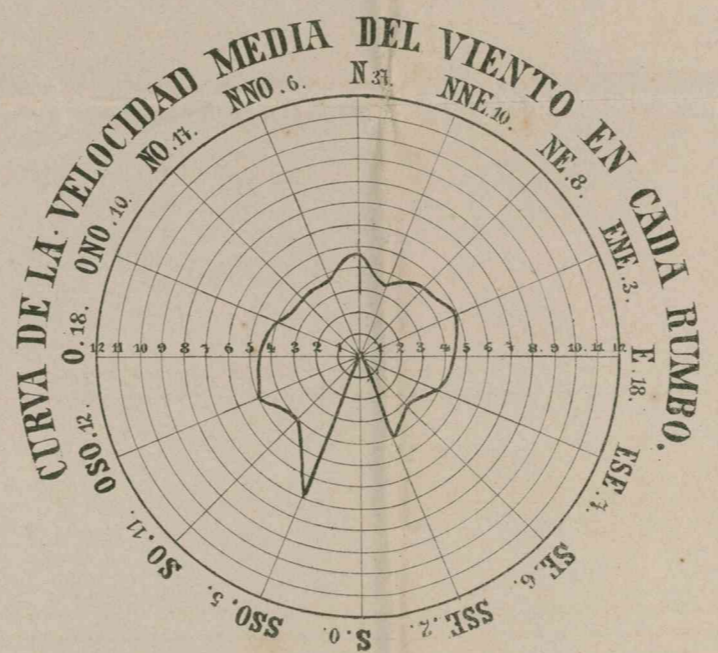 CURVA DE LA VELOCIDAD MEDIA DEL VIENTO EN CADA RUMBO.
N 37.
NNE. 10.
NE. 8.
ENE. 3.
E. 18.
ESE. 7.
SE. 6.
SSE. 2.
S. 0.
SSO. 5.
SO. 11.
OSO. 12.
O. 18.
ONO. 10.
NO. 17.
NNO. 6.
12 11 10 9 8 7 6 5 4 3 2 1 1 2 3 4 5 6 7 8. 9. 10. 11. 12